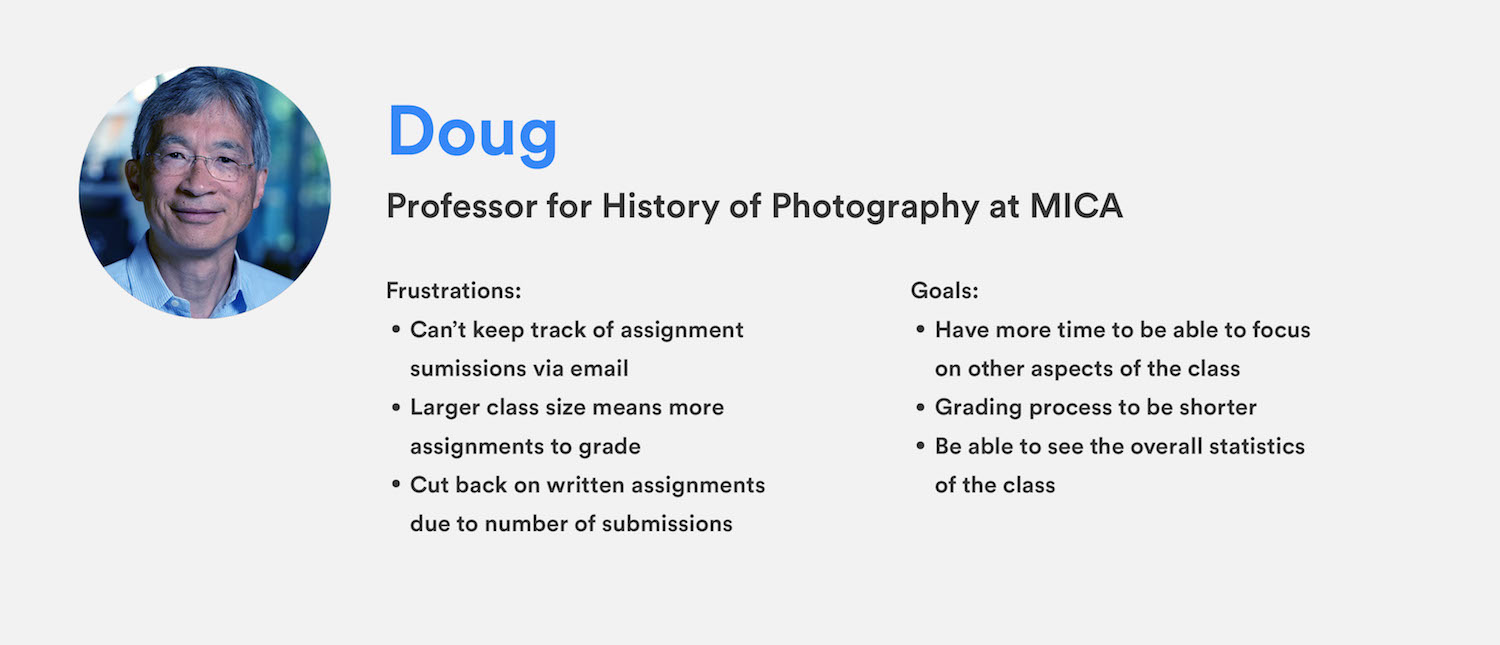 Doug
Professor for History of Photography at MICA
Frustrations:
• Can’t keep track of assignment
sumissions via email
• Larger class size means more
assignments to grade
• Cut back on written assignments
due to number of submissions
Goals:
• Have more time to be able to focus
on other aspects of the class
• Grading process to be shorter
• Be able to see the overall statistics
of the class